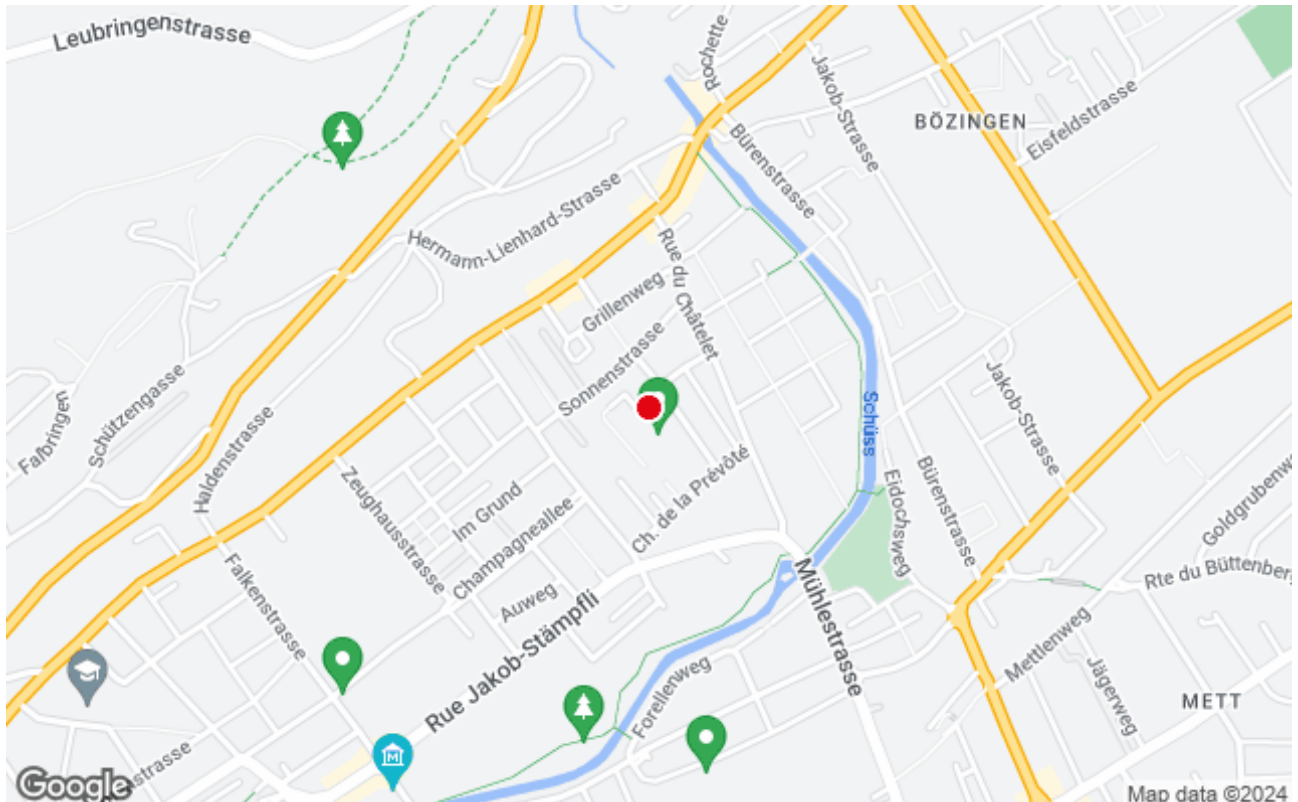 Leubringenstrasse
Rochette
Jakob-Strasse
BÖZINGEN
Eisfeldstrasse
Bürenstrasse
Hermann-Lienhard-Strasse
Rue du Châtelet
Grillenweg
Sonnenstrasse
Schüss
Jakob-Strasse
Falbringen
Schützengasse
Haldenstrasse
Zeughausstrasse
Im Grund
Champagneallee
Ch. de la Prévôté
Eidochsweg
Bürenstrasse
Goldgrubenwe
Rte du Büttenberg
Falkenstrasse
Auweg
Rue Jakob-Stämpfli
Mühlestrasse
Forellenweg
Mettlenweg
Jägerweg
METT
M
Google
Map data ©2024